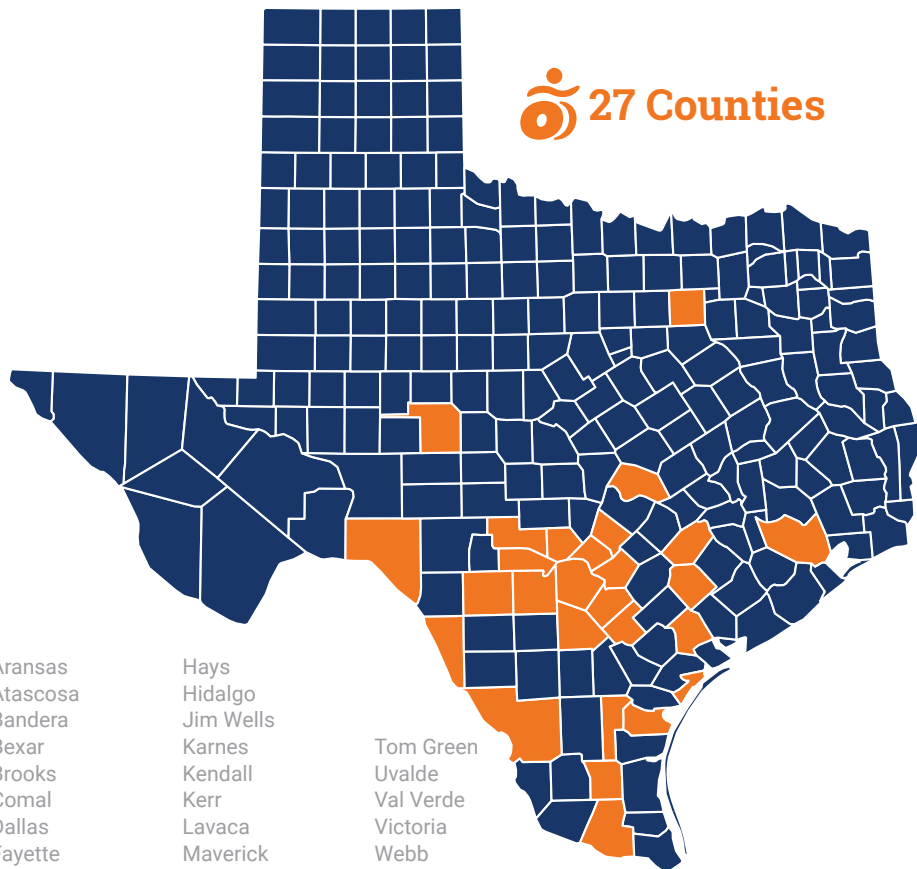 27 Counties
Aransas
Atascosa
Bandera
Bexar
Brooks
Comal
Dallas
Fayette
Hays
Hidalgo
Jim Wells
Karnes
Kendall
Kerr
Lavaca
Maverick
Tom Green
Uvalde
Val Verde
Victoria
Webb